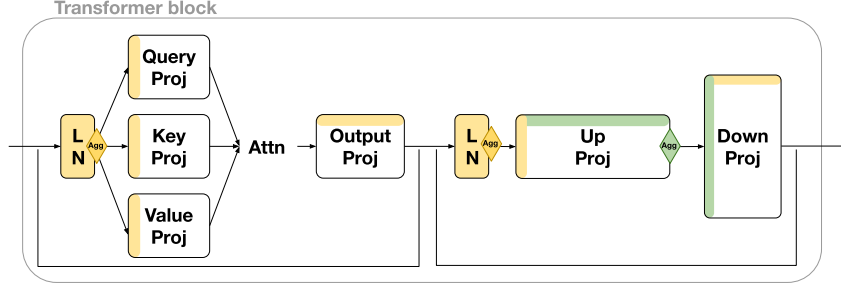 Transformer block
Query
Proj
L
N
Agg
Key
Proj
Value
Proj
Attn
Output
Proj
L
N
Agg
Up
Proj
Agg
Down
Proj